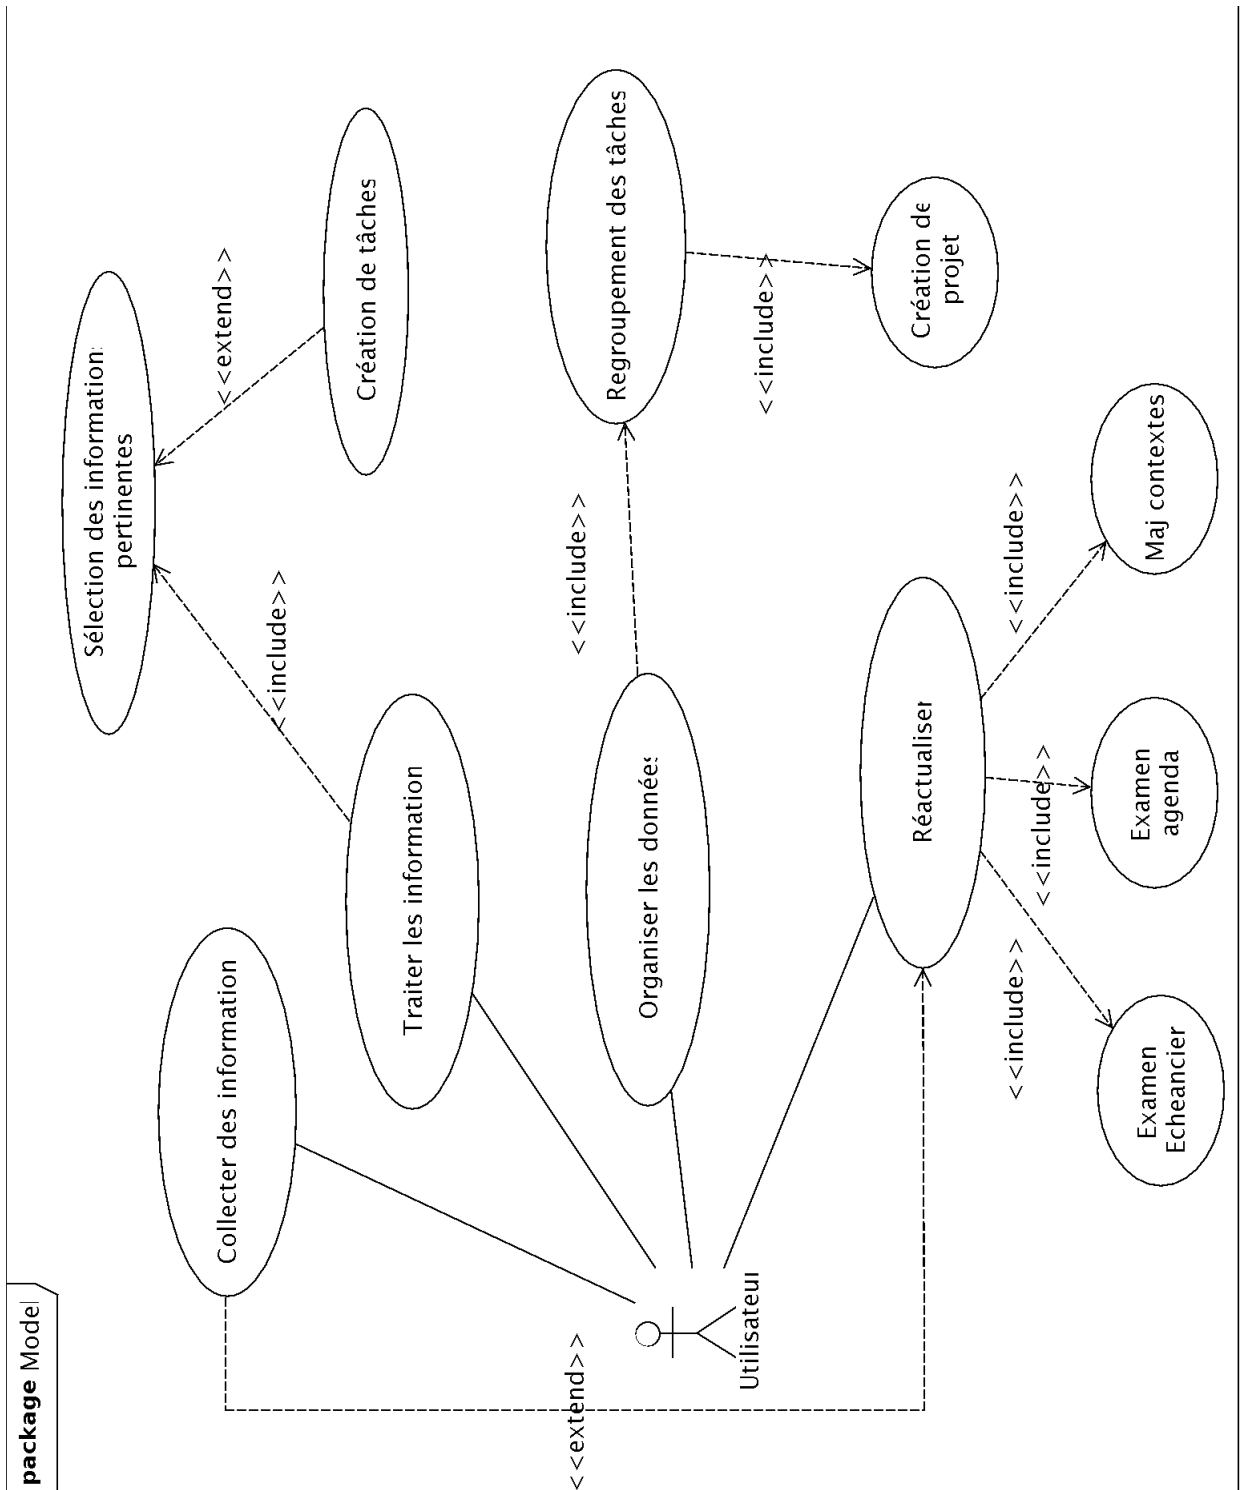 package Model
Sélection des information
pertinentes
<<extend>>
Création de tâches
<<include>>
Collecter des information
Traiter les information
Regroupement des tâches
<<include>>
<<include>>
Création de
projet
Organiser les données
<<extend>>
Utilisateur
Réactualiser
<<include>>
Maj contextes
<<include>>
Examen
agenda
<<include>>
Examen
Echeancier